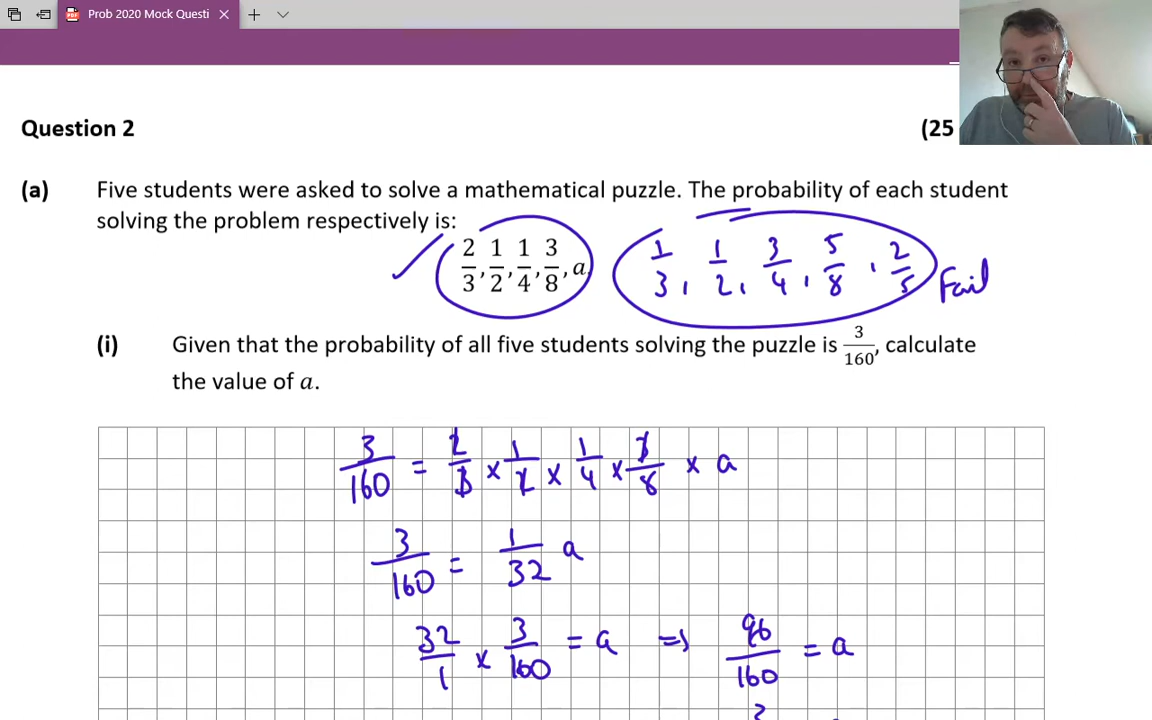 Prob 2020 Mock Questi
Question 2 (25
(a) Five students were asked to solve a mathematical puzzle. The probability of each student
solving the problem respectively is:
2/3, 1/2, 1/4, 3/8, a 1/3, 1/2, 3/4, 5/8, 2/5 Fail
(i) Given that the probability of all five students solving the puzzle is 3/160, calculate
the value of a.
3/160 = 2/3 × 1/2 × 1/4 × 3/8 × a
3/160 = 1/32 a
32/1 × 3/160 = a ⇒ 96/160 = a
3